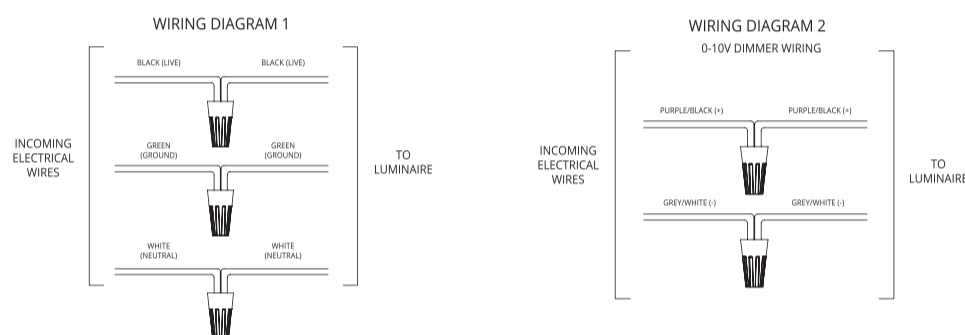 WIRING DIAGRAM 1
BLACK (LIVE) BLACK (LIVE)
GREEN GREEN
(GROUND) (GROUND)
WHITE WHITE
(NEUTRAL) (NEUTRAL)
INCOMING
ELECTRICAL
WIRES
TO
LUMINAIRE
WIRING DIAGRAM 2
0-10V DIMMER WIRING
PURPLE/BLACK (+) PURPLE/BLACK (+)
GREY/WHITE (-) GREY/WHITE (-)
INCOMING
ELECTRICAL
WIRES
TO
LUMINAIRE